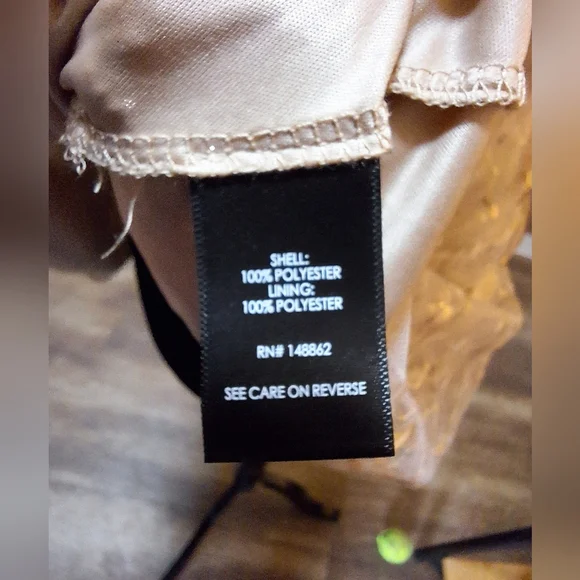 SHELL:
100% POLYESTER
LINING:
100% POLYESTER
RN# 148862
SEE CARE ON REVERSE